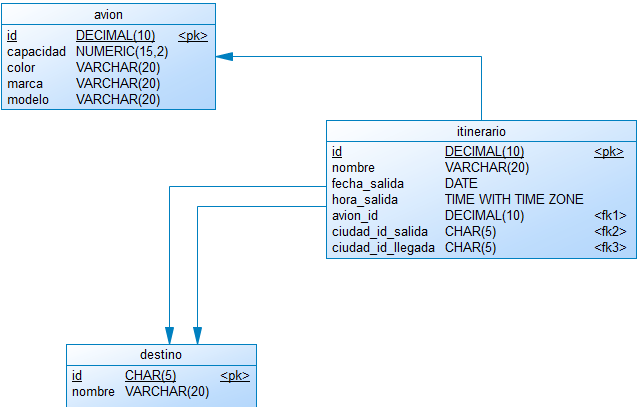 avion
id DECIMAL(10) <pk>
capacidad NUMERIC(15,2)
color VARCHAR(20)
marca VARCHAR(20)
modelo VARCHAR(20)
itinerario
id DECIMAL(10) <pk>
nombre VARCHAR(20)
fecha_salida DATE
hora_salida TIME WITH TIME ZONE
avion_id DECIMAL(10) <fk1>
ciudad_id_salida CHAR(5) <fk2>
ciudad_id_llegada CHAR(5) <fk3>
destino
id CHAR(5) <pk>
nombre VARCHAR(20)